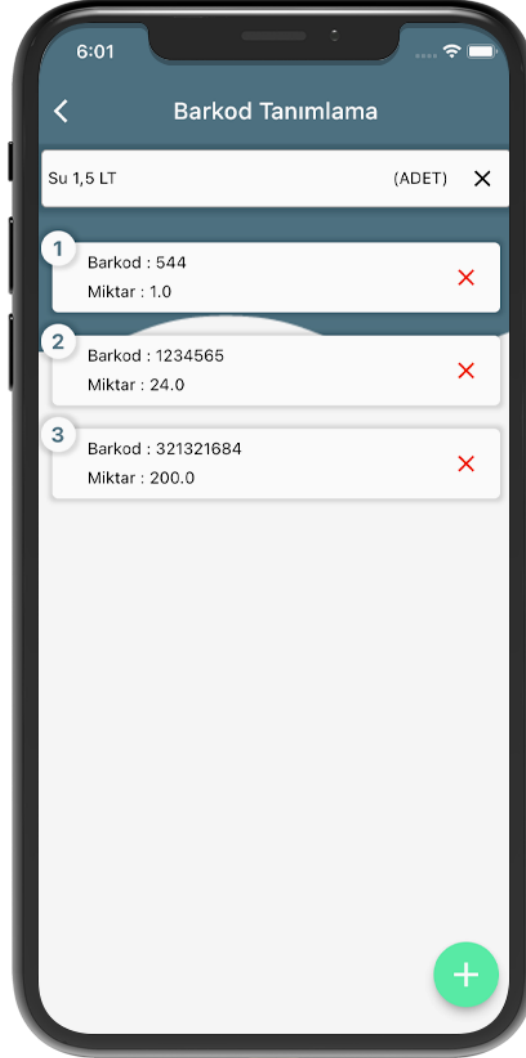 6:01
Barkod Tanımlama
Su 1,5 LT (ADET)
1
Barkod : 544
Miktar : 1.0
2
Barkod : 1234565
Miktar : 24.0
3
Barkod : 321321684
Miktar : 200.0